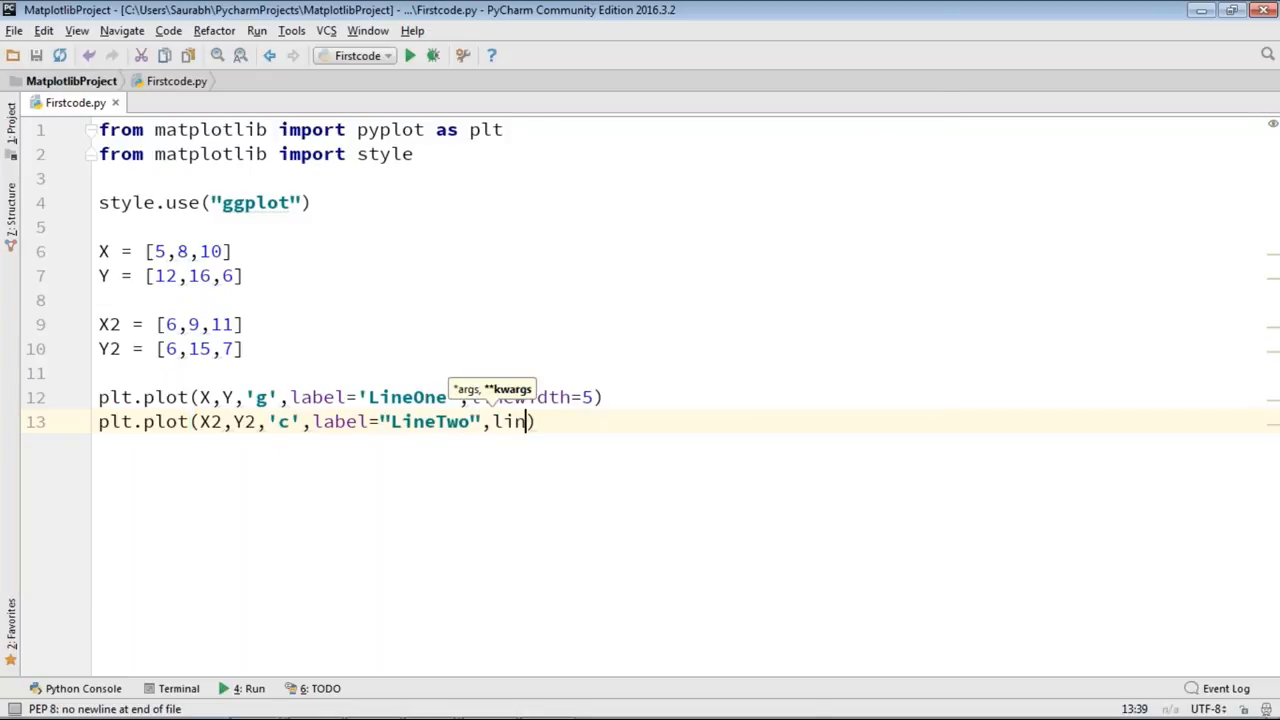 MatplotlibProject - [C:\Users\Saurabh\PycharmProjects\MatplotlibProject] - ...\Firstcode.py - PyCharm Community Edition 2016.3.2
File Edit View Navigate Code Refactor Run Tools VCS Window Help
Firstcode
MatplotlibProject Firstcode.py
Firstcode.py
1: Project
Z: Structure
2: Favorites
1 from matplotlib import pyplot as plt
2 from matplotlib import style
3
4 style.use("ggplot")
5
6 X = [5,8,10]
7 Y = [12,16,6]
8
9 X2 = [6,9,11]
10 Y2 = [6,15,7]
11
*args, **kwargs
12 plt.plot(X,Y,'g',label='LineOne ,linewidth=5)
13 plt.plot(X2,Y2,'c',label="LineTwo",lin)
Python Console Terminal 4: Run 6: TODO Event Log
PEP 8: no newline at end of file 13:39 n/a UTF-8